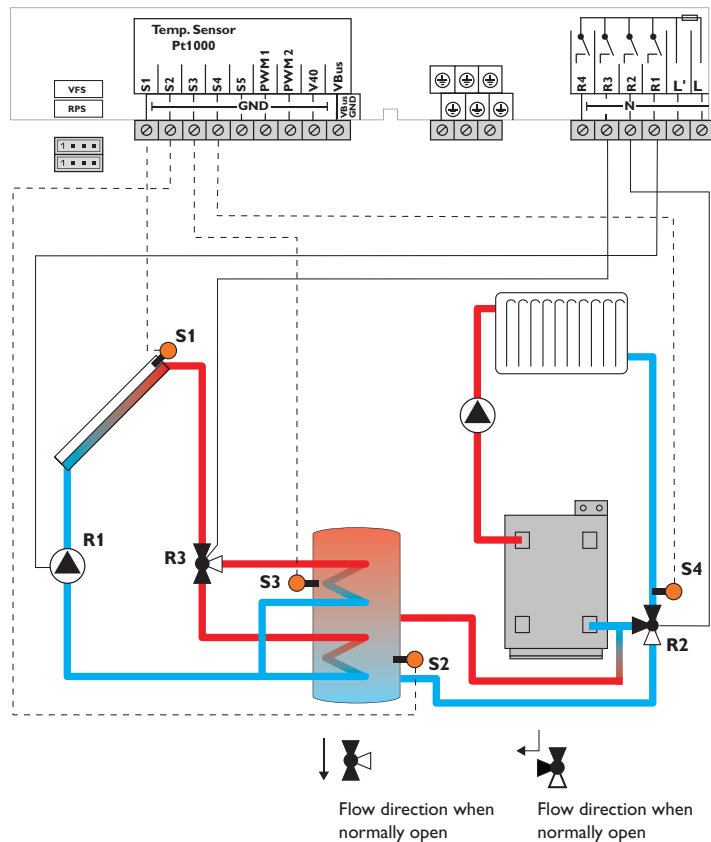 Temp. Sensor
Pt1000
S1 S2 S3 S4 S5 PWM1 PWM2 V40 VBus
GND
VBus
GND
VFS
RPS
1
1
R4 R3 R2 R1 L' L
N
S1
R1
R3
S3
S2
S4
R2
Flow direction when
normally open
Flow direction when
normally open